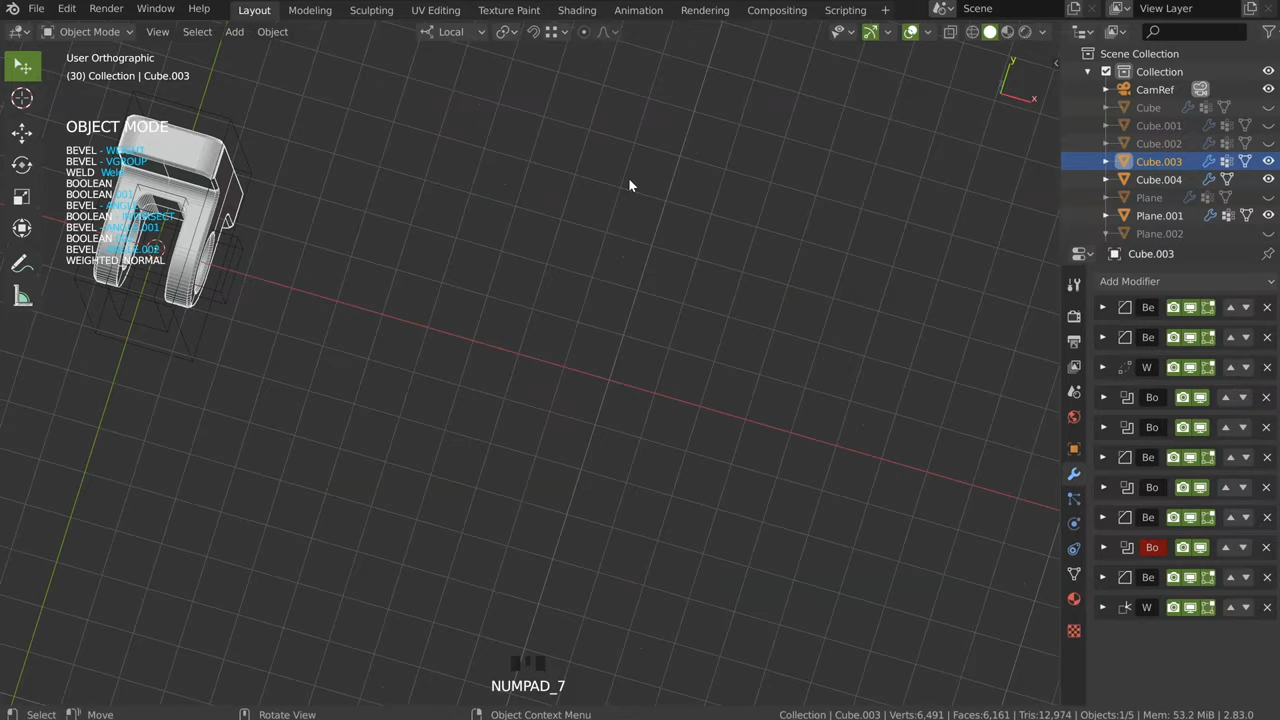 File Edit Render Window Help Layout Modeling Sculpting UV Editing Texture Paint Shading Animation Rendering Compositing Scripting + Scene View Layer
Object Mode View Select Add Object Local
User Orthographic
(30) Collection | Cube.003
OBJECT MODE
BEVEL - WEIGHT
BEVEL - VGROUP
WELD Weld
BOOLEAN
BOOLEAN
BEVEL - ANGLE
BOOLEAN - INTERSECT
BEVEL - ANGLE.001
BOOLEAN
BEVEL - ANGLE.002
WEIGHTED_NORMAL
y
x
Scene Collection
Collection
CamRef
Cube
Cube.001
Cube.002
Cube.003
Cube.004
Plane
Plane.001
Plane.002
Cube.003
Add Modifier
Be
Be
W
Bo
Bo
Be
Bo
Be
Bo
Be
W
NUMPAD_7
Select Move Rotate View Object Context Menu Collection | Cube.003 | Verts:6,491 | Faces:6,161 | Tris:12,974 | Objects:1/5 | Mem: 53.2 MiB | 2.83.0